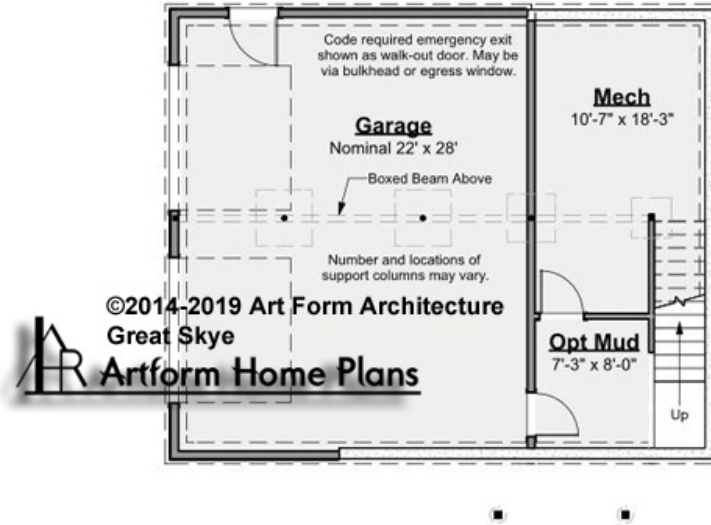 Code required emergency exit
shown as walk-out door. May be
via bulkhead or egress window.
Mech
10'-7" x 18'-3"
Garage
Nominal 22' x 28'
Boxed Beam Above
Number and locations of
support columns may vary.
©2014-2019 Art Form Architecture
Great Skye
AR Artform Home Plans
Opt Mud
7'-3" x 8'-0"
Up